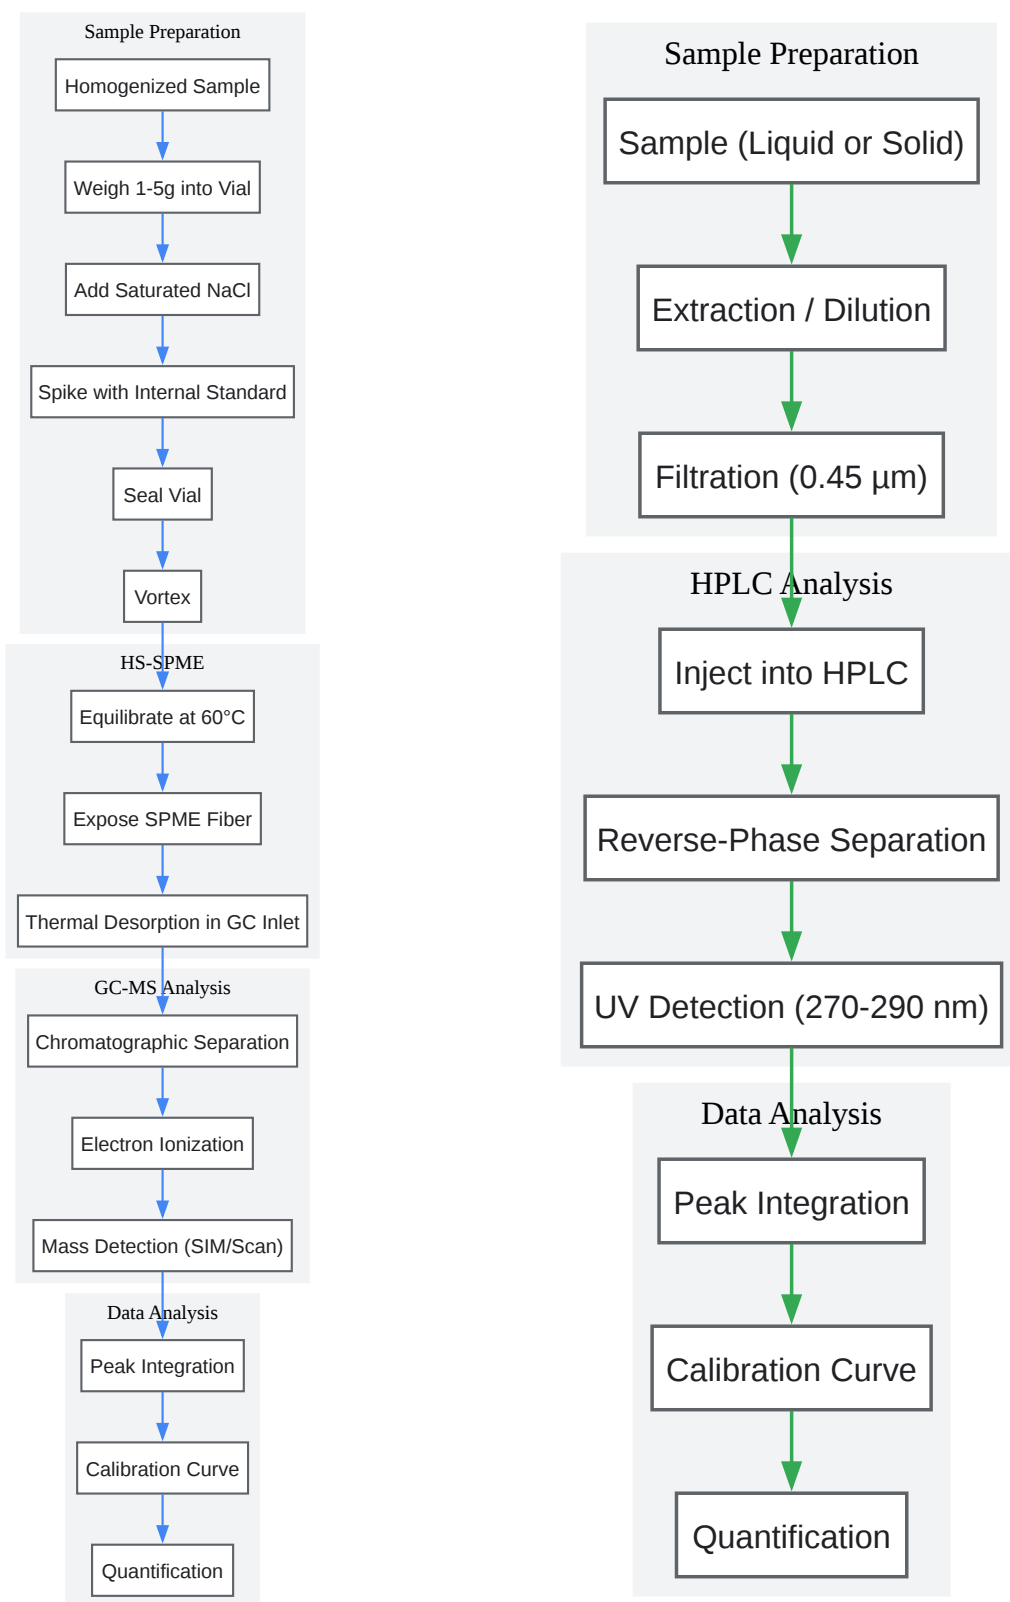 Sample Preparation
Homogenized Sample
Weigh 1-5g into Vial
Add Saturated NaCl
Spike with Internal Standard
Seal Vial
Vortex
HS-SPME
Equilibrate at 60°C
Expose SPME Fiber
Thermal Desorption in GC Inlet
GC-MS Analysis
Chromatographic Separation
Electron Ionization
Mass Detection (SIM/Scan)
Data Analysis
Peak Integration
Calibration Curve
Quantification
Sample Preparation
Sample (Liquid or Solid)
Extraction / Dilution
Filtration (0.45 µm)
HPLC Analysis
Inject into HPLC
Reverse-Phase Separation
UV Detection (270-290 nm)
Data Analysis
Peak Integration
Calibration Curve
Quantification